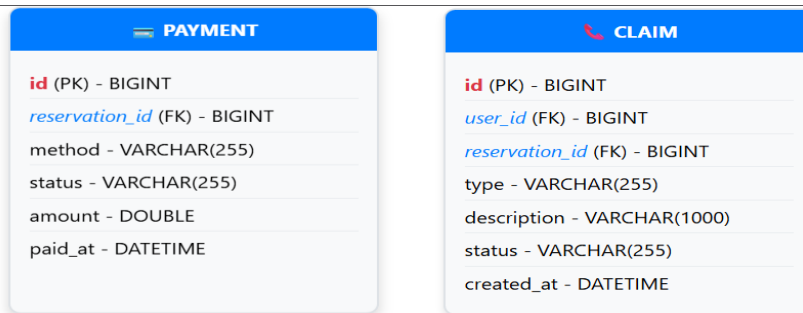 PAYMENT
id (PK) - BIGINT
reservation_id (FK) - BIGINT
method - VARCHAR(255)
status - VARCHAR(255)
amount - DOUBLE
paid_at - DATETIME
CLAIM
id (PK) - BIGINT
user_id (FK) - BIGINT
reservation_id (FK) - BIGINT
type - VARCHAR(255)
description - VARCHAR(1000)
status - VARCHAR(255)
created_at - DATETIME